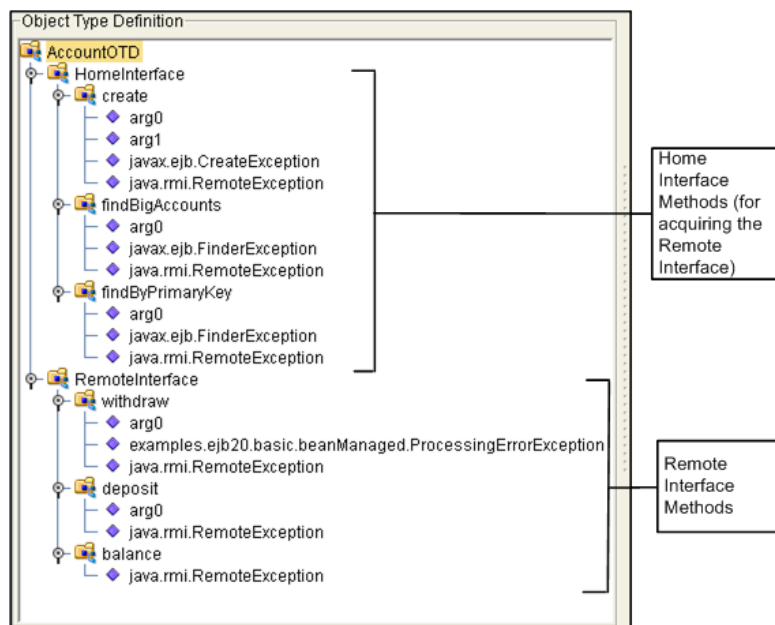 Object Type Definition
AccountOTD
HomeInterface
create
arg0
arg1
javax.ejb.CreateException
java.rmi.RemoteException
findBigAccounts
arg0
javax.ejb.FinderException
java.rmi.RemoteException
findByPrimaryKey
arg0
javax.ejb.FinderException
java.rmi.RemoteException
RemoteInterface
withdraw
arg0
examples.ejb20.basic.beanManaged.ProcessingErrorException
java.rmi.RemoteException
deposit
arg0
java.rmi.RemoteException
balance
java.rmi.RemoteException
Home
Interface
Methods (for
acquiring the
Remote
Interface)
Remote
Interface
Methods